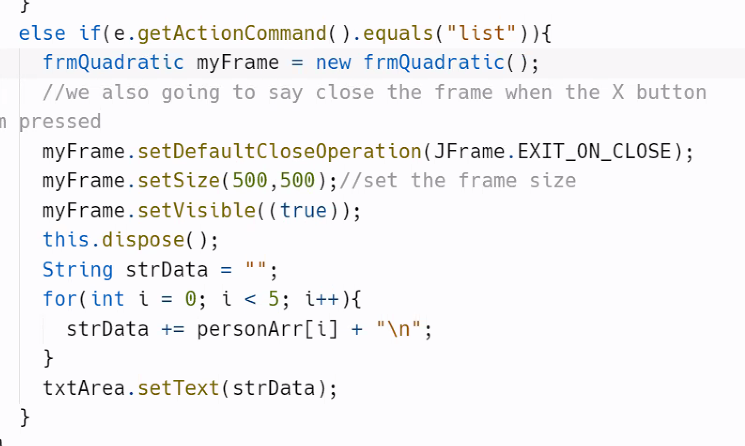 }
else if(e.getActionCommand().equals("list")){
frmQuadratic myFrame = new frmQuadratic();
//we also going to say close the frame when the X button
pressed
myFrame.setDefaultCloseOperation(JFrame.EXIT_ON_CLOSE);
myFrame.setSize(500,500);//set the frame size
myFrame.setVisible((true));
this.dispose();
String strData = "";
for(int i = 0; i < 5; i++){
strData += personArr[i] + "\n";
}
txtArea.setText(strData);
}